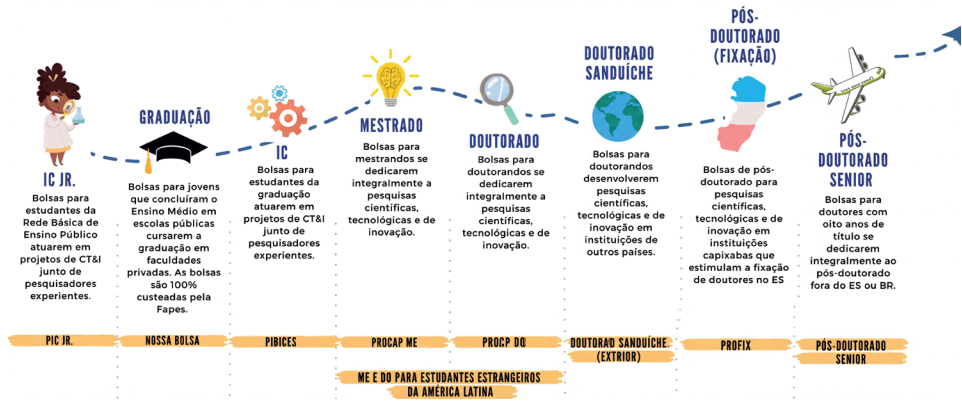 IC JR.
Bolsas para
estudantes da
Rede Básica de
Ensino Público
atuarem em
projetos de CT&I
junto de
pesquisadores
experientes.
PIC JR.
GRADUAÇÃO
Bolsas para jovens
que concluíram o
Ensino Médio em
escolas públicas
cursarem a
graduação em
faculdades
privadas. As bolsas
são 100%
custeadas pela
Fapes.
NOSSA BOLSA
IC
Bolsas para
estudantes da
graduação
atuarem em
projetos de CT&I
junto de
pesquisadores
experientes.
PIBICES
MESTRADO
Bolsas para
mestrandos se
dedicarem
integralmente a
pesquisas
científicas,
tecnológicas e de
inovação.
PROCAP ME
DOUTORADO
Bolsas para
doutorandos se
dedicarem
integralmente a
pesquisas
científicas,
tecnológicas e de
inovação.
PROCP DO
ME E DO PARA ESTUDANTES ESTRANGEIROS
DA AMÉRICA LATINA
DOUTORADO
SANDUÍCHE
Bolsas para
doutorandos
desenvolverem
pesquisas
científicas,
tecnológicas e de
inovação em
instituições de
outros países.
DOUTORAD SANDUÍCHE.
(EXTRIOR)
PÓS-
DOUTORADO
(FIXAÇÃO)
Bolsas de pós-
doutorado para
pesquisas
científicas,
tecnológicas e de
inovação em
instituições
capixabas que
estimulam a fixação
de doutores no ES
PROFIX
PÓS-
DOUTORADO
SENIOR
Bolsas para
doutores com
oito anos de
título se
dedicarem
integralmente ao
pós-doutorado
fora do ES ou BR.
PÓS-DOUTORADO
SENIOR